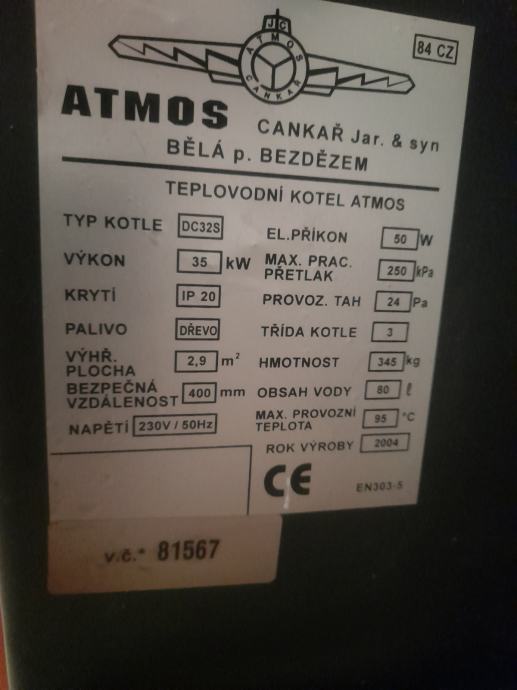 JC
ATMOS
CANKAŘ
84 CZ
ATMOS
CANKAŘ Jar. & syn
BĚLÁ p. BEZDĚZEM
TEPLOVODNÍ KOTEL ATMOS
TYP KOTLE DC32S
EL.PŘÍKON 50 W
VÝKON 35 kW
MAX. PRAC.
PŘETLAK 250 kPa
KRYTÍ IP 20
PROVOZ. TAH 24 Pa
PALIVO DŘEVO
TŘÍDA KOTLE 3
VÝHŘ.
PLOCHA 2,9 m²
HMOTNOST 345 kg
BEZPEČNÁ
VZDÁLENOST 400 mm
OBSAH VODY 80 ℓ
NAPĚTÍ 230V / 50Hz
MAX. PROVOZNÍ
TEPLOTA 95 °C
ROK VÝROBY 2004
CE
EN303-5
v.č.* 81567